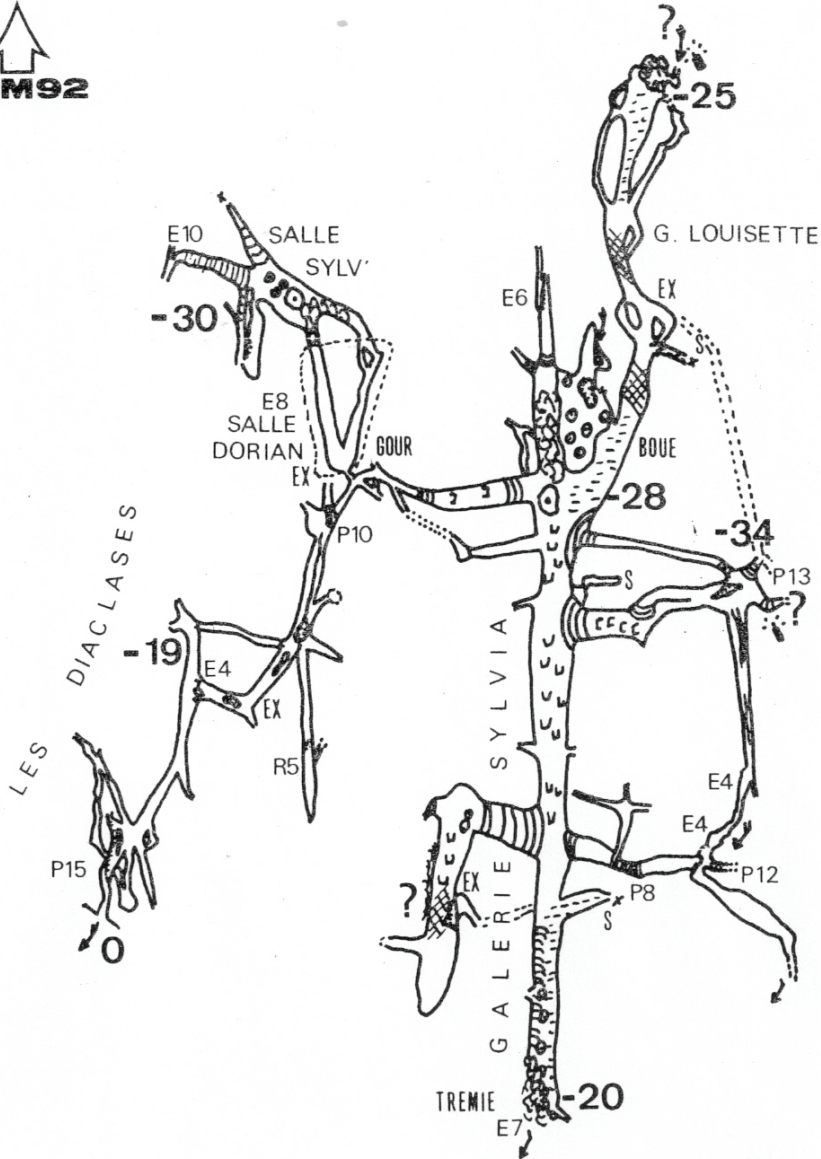 M92
?
-25
G. LOUISETTE
E10
SALLE
SYLV'
-30
E6
EX
S
E8
SALLE
DORIAN
GOUR
EX
BOUE
-28
P10
-34
P13
?
S
LES DIACLASES
-19
E4
EX
R5
GALERIE SYLVIA
E4
E4
P15
?
EX
P8
P12
S
0
TREMIE
-20
E7